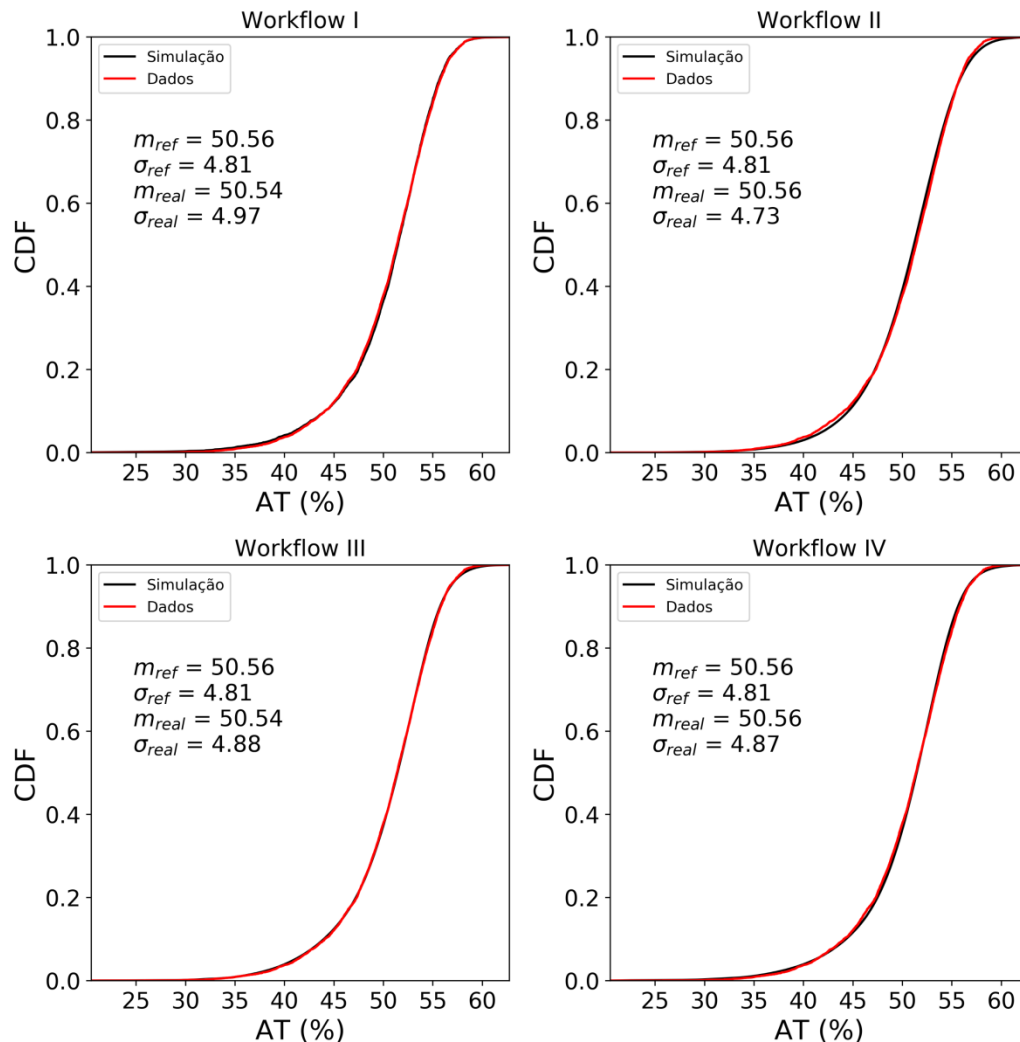 Workflow I
1.0
0.8
0.6
0.4
0.2
0.0
CDF
Simulação
Dados
m_ref = 50.56
σ_ref = 4.81
m_real = 50.54
σ_real = 4.97
25 30 35 40 45 50 55 60
AT (%)
Workflow II
1.0
0.8
0.6
0.4
0.2
0.0
CDF
Simulação
Dados
m_ref = 50.56
σ_ref = 4.81
m_real = 50.56
σ_real = 4.73
25 30 35 40 45 50 55 60
AT (%)
Workflow III
1.0
0.8
0.6
0.4
0.2
0.0
CDF
Simulação
Dados
m_ref = 50.56
σ_ref = 4.81
m_real = 50.54
σ_real = 4.88
25 30 35 40 45 50 55 60
AT (%)
Workflow IV
1.0
0.8
0.6
0.4
0.2
0.0
CDF
Simulação
Dados
m_ref = 50.56
σ_ref = 4.81
m_real = 50.56
σ_real = 4.87
25 30 35 40 45 50 55 60
AT (%)